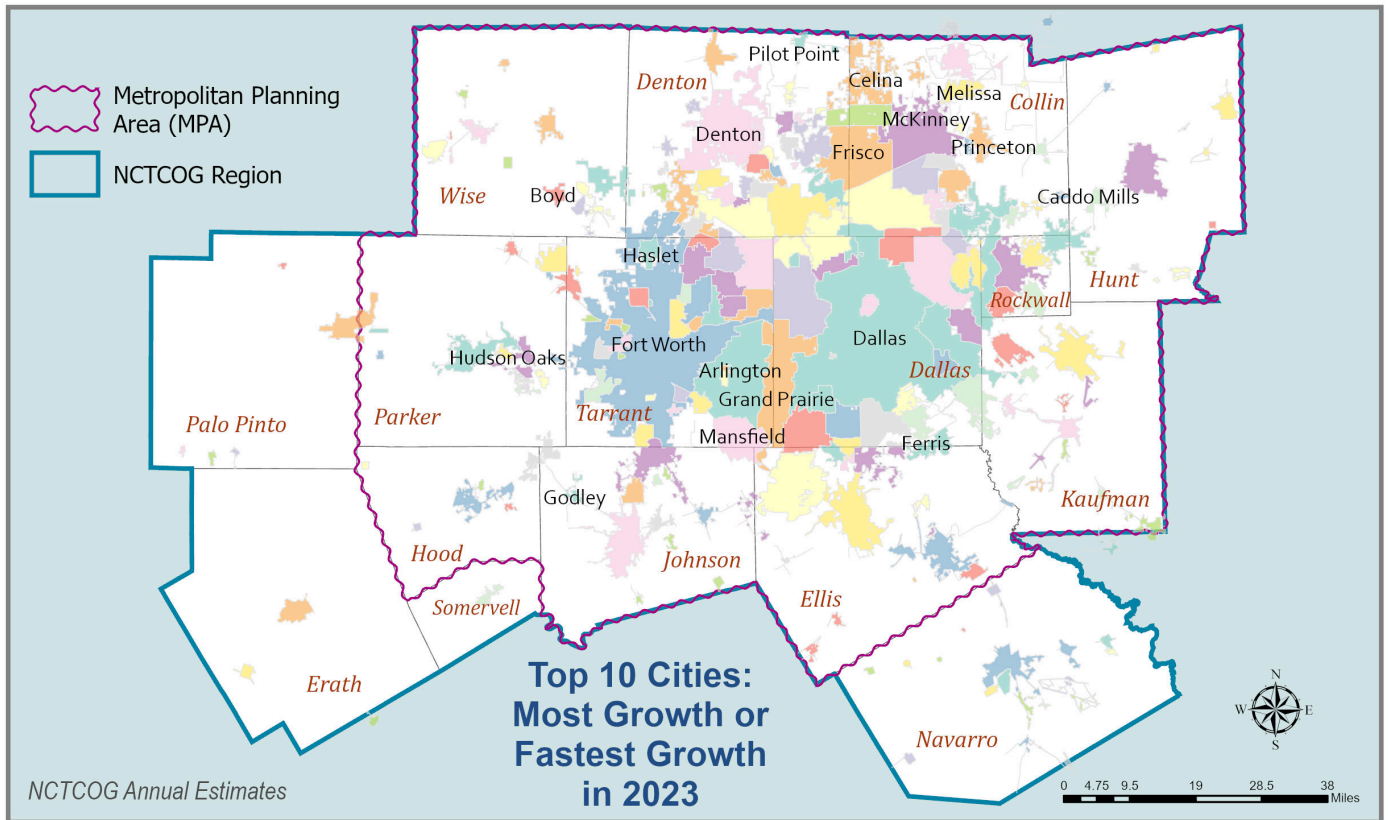 Metropolitan Planning
Area (MPA)
NCTCOG Region
Pilot Point
Denton
Celina
Melissa
Collin
McKinney
Denton
Frisco
Princeton
Wise
Boyd
Caddo Mills
Haslet
Hunt
Rockwall
Fort Worth
Dallas
Hudson Oaks
Arlington
Dallas
Grand Prairie
Palo Pinto
Parker
Tarrant
Mansfield
Ferris
Godley
Kaufman
Hood
Johnson
Somervell
Ellis
Erath
Navarro
Top 10 Cities:
Most Growth or
Fastest Growth
in 2023
N
W E
S
NCTCOG Annual Estimates
0 4.75 9.5 19 28.5 38
Miles